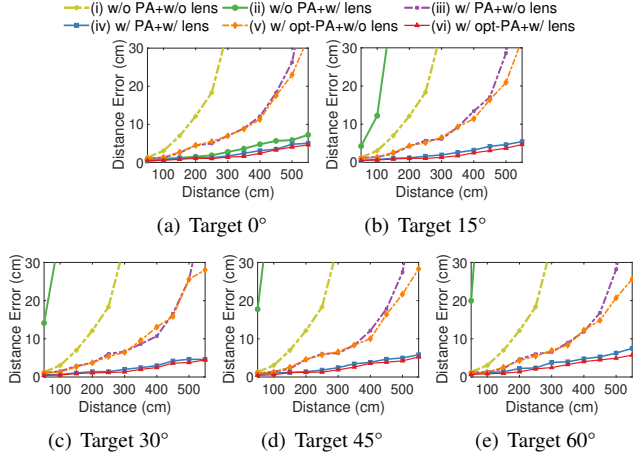 (i) w/o PA+w/o lens (ii) w/o PA+w/ lens (iii) w/ PA+w/o lens
(iv) w/ PA+w/ lens (v) w/ opt-PA+w/o lens (vi) w/ opt-PA+w/ lens
Distance Error (cm)
30
20
10
0
100 200 300 400 500
Distance (cm)
(a) Target 0°
Distance Error (cm)
30
20
10
0
100 200 300 400 500
Distance (cm)
(b) Target 15°
Distance Error (cm)
30
20
10
0
100 200 300 400 500
Distance (cm)
(c) Target 30°
Distance Error (cm)
30
20
10
0
100 200 300 400 500
Distance (cm)
(d) Target 45°
Distance Error (cm)
30
20
10
0
100 200 300 400 500
Distance (cm)
(e) Target 60°